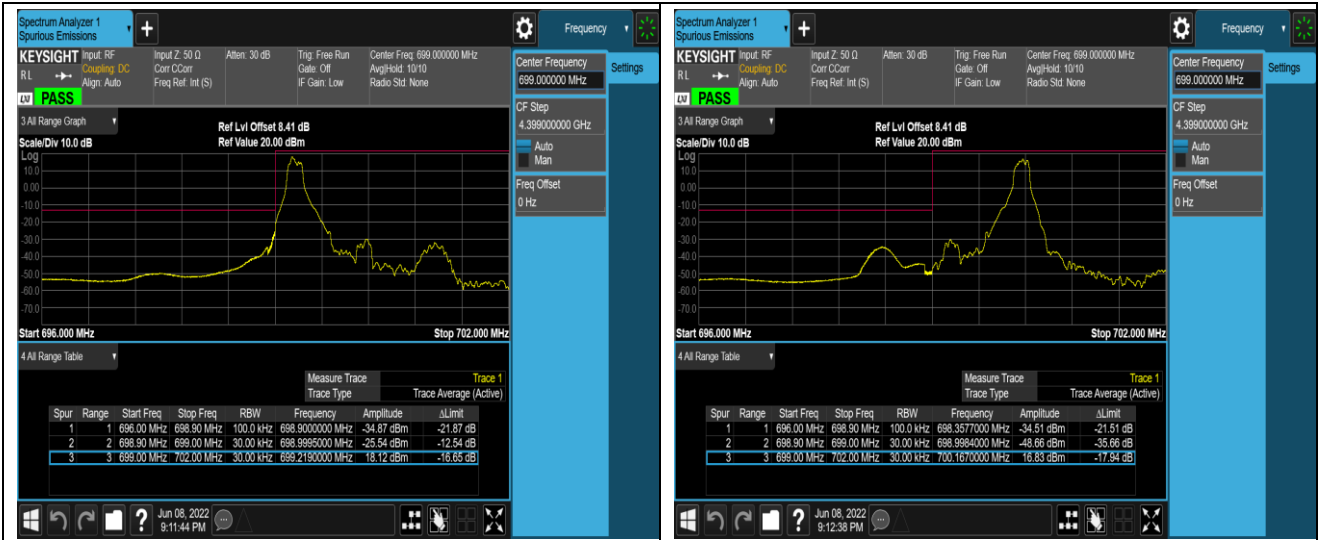 Spectrum Analyzer 1
Spurious Emissions
+
Frequency
KEYSIGHT Input: RF Input Z: 50 Ω Atten: 30 dB Trig: Free Run Center Freq: 699.000000 MHz
Coupling: DC Corr CCorr Gate: Off Avg|Hold: 10/10
RL Align: Auto Freq Ref: Int (S) IF Gain: Low Radio Std: None
LXI PASS
Center Frequency
699.000000 MHz
Settings
CF Step
4.399000000 GHz
Auto
Man
Freq Offset
0 Hz
3 All Range Graph
Ref Lvl Offset 8.41 dB
Scale/Div 10.0 dB Ref Value 20.00 dBm
Log
10.0
0.00
-10.0
-20.0
-30.0
-40.0
-50.0
-60.0
-70.0
Start 696.000 MHz Stop 702.000 MHz
4 All Range Table
Measure Trace Trace 1
Trace Type Trace Average (Active)
Spur Range Start Freq Stop Freq RBW Frequency Amplitude ΔLimit
1 1 696.00 MHz 698.90 MHz 100.0 kHz 698.9000000 MHz -34.87 dBm -21.87 dB
2 2 698.90 MHz 699.00 MHz 30.00 kHz 698.9995000 MHz -25.54 dBm -12.54 dB
3 3 699.00 MHz 702.00 MHz 30.00 kHz 699.2190000 MHz 18.12 dBm -16.65 dB
?
Jun 08, 2022
9:11:44 PM
Spectrum Analyzer 1
Spurious Emissions
+
Frequency
KEYSIGHT Input: RF Input Z: 50 Ω Atten: 30 dB Trig: Free Run Center Freq: 699.000000 MHz
Coupling: DC Corr CCorr Gate: Off Avg|Hold: 10/10
RL Align: Auto Freq Ref: Int (S) IF Gain: Low Radio Std: None
LXI PASS
Center Frequency
699.000000 MHz
Settings
CF Step
4.399000000 GHz
Auto
Man
Freq Offset
0 Hz
3 All Range Graph
Ref Lvl Offset 8.41 dB
Scale/Div 10.0 dB Ref Value 20.00 dBm
Log
10.0
0.00
-10.0
-20.0
-30.0
-40.0
-50.0
-60.0
-70.0
Start 696.000 MHz Stop 702.000 MHz
4 All Range Table
Measure Trace Trace 1
Trace Type Trace Average (Active)
Spur Range Start Freq Stop Freq RBW Frequency Amplitude ΔLimit
1 1 696.00 MHz 698.90 MHz 100.0 kHz 698.3577000 MHz -34.51 dBm -21.51 dB
2 2 698.90 MHz 699.00 MHz 30.00 kHz 698.9984000 MHz -48.66 dBm -35.66 dB
3 3 699.00 MHz 702.00 MHz 30.00 kHz 700.1670000 MHz 16.83 dBm -17.94 dB
?
Jun 08, 2022
9:12:38 PM